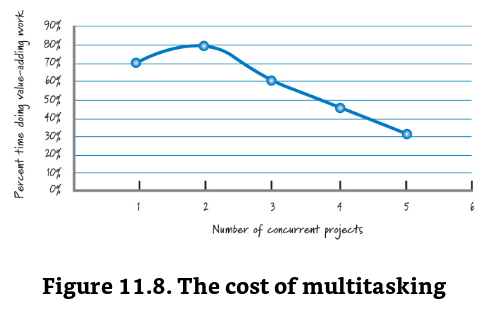 Percent time doing value-adding work
90%
80%
70%
60%
50%
40%
30%
20%
10%
0%
1 2 3 4 5 6
Number of concurrent projects
Figure 11.8. The cost of multitasking